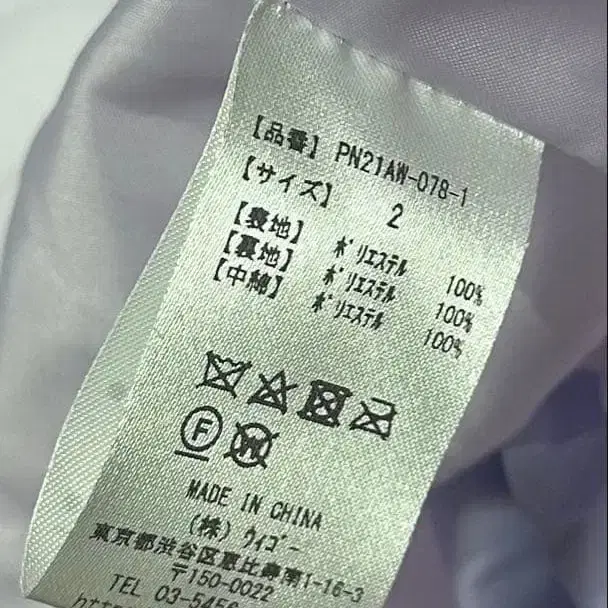 【品番】 PN21AW-078-1
【サイズ】 2
【表地】 ポリエステル 100%
【裏地】 ポリエステル 100%
【中綿】 ポリエステル 100%
F
W
MADE IN CHINA
(株) ウィゴー
東京都渋谷区恵比寿南1-16-3
〒150-0022
TEL 03-5456